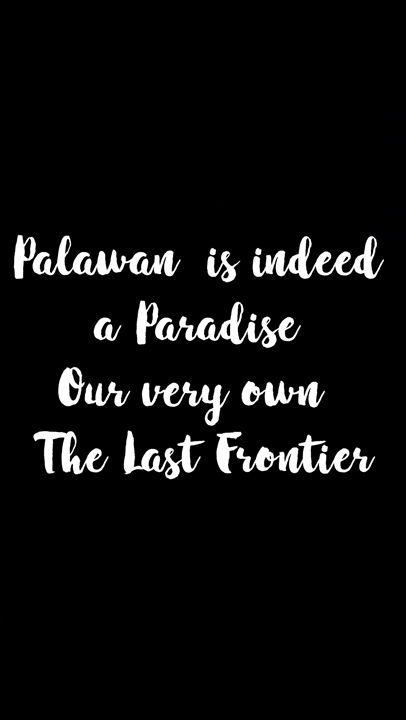 Palawan is indeed
a Paradise
Our very own
The Last Frontier